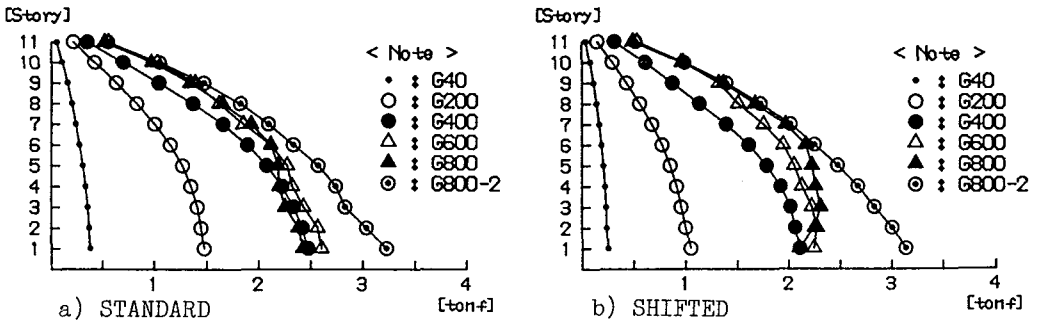 [Story]
11
10
9
8
7
6
5
4
3
2
1
1
2
3
4
[tonf]
< Note >
• : G40
○ : G200
● : G400
△ : G600
▲ : G800
⊙ : G800-2
a) STANDARD
[Story]
11
10
9
8
7
6
5
4
3
2
1
1
2
3
4
[tonf]
< Note >
• : G40
○ : G200
● : G400
△ : G600
▲ : G800
⊙ : G800-2
b) SHIFTED